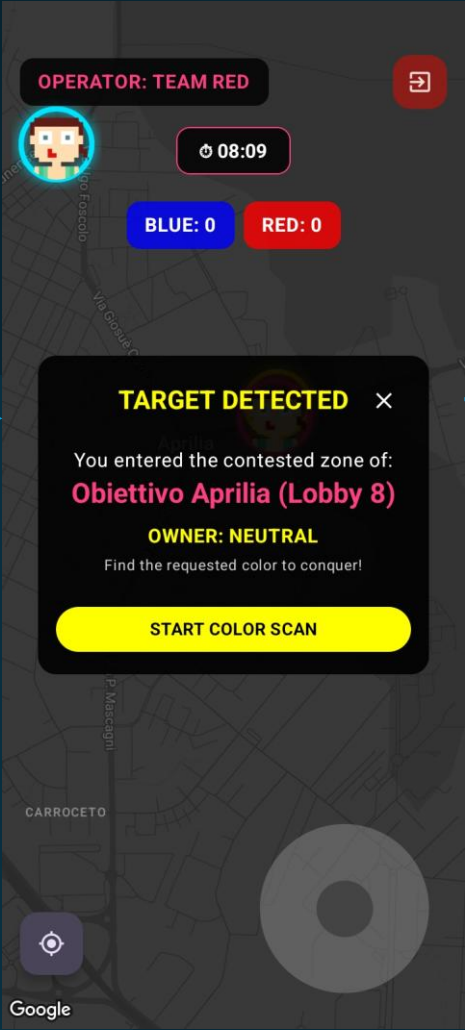 OPERATOR: TEAM RED
08:09
BLUE: 0
RED: 0
Ugo Foscolo
Via Giosuè C
Aprilia
TARGET DETECTED
You entered the contested zone of:
Obiettivo Aprilia (Lobby 8)
OWNER: NEUTRAL
Find the requested color to conquer!
START COLOR SCAN
P. Mascagni
CARROCETO
Google